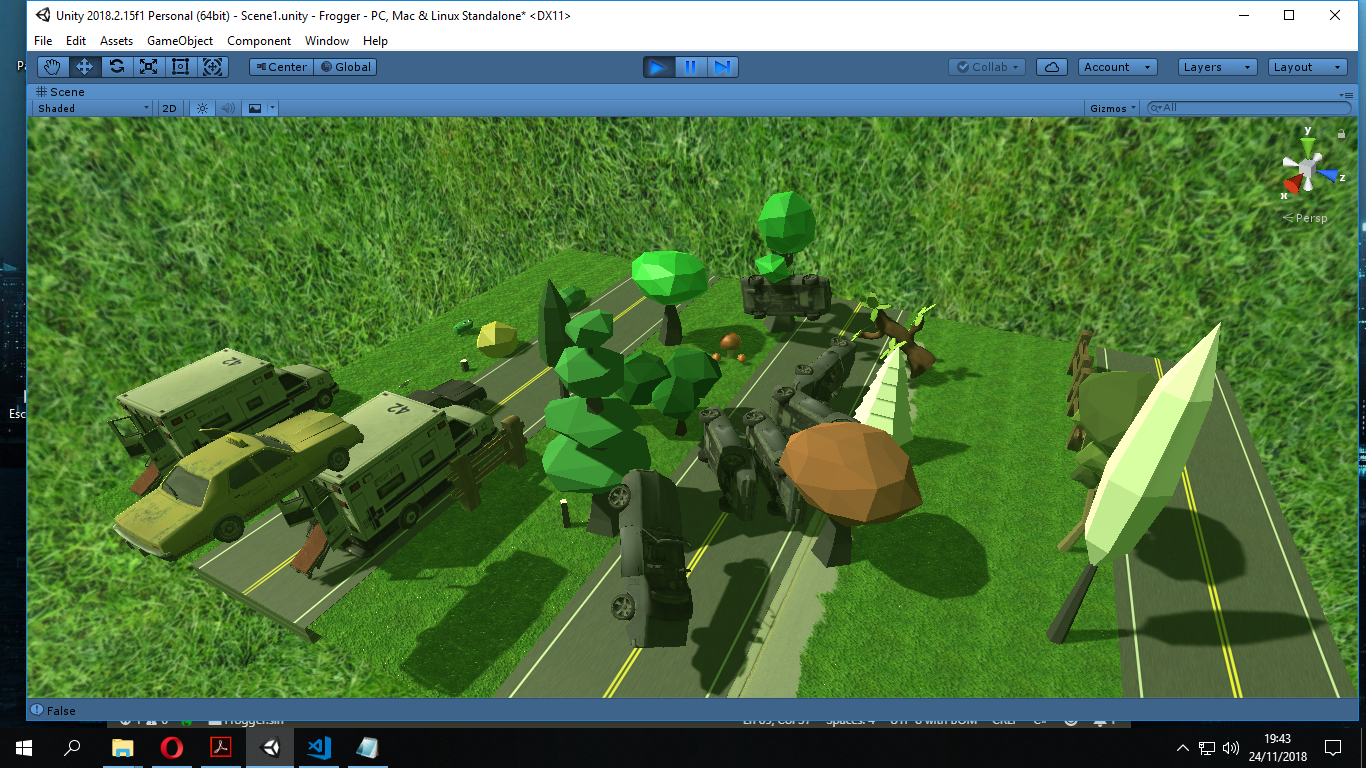 Unity 2018.2.15f1 Personal (64bit) - Scene1.unity - Frogger - PC, Mac & Linux Standalone* <DX11>
File Edit Assets GameObject Component Window Help
Center Global Collab Account Layers Layout
Scene
Shaded 2D Gizmos All
y
z
x
Persp
42
42
False
19:43
24/11/2018